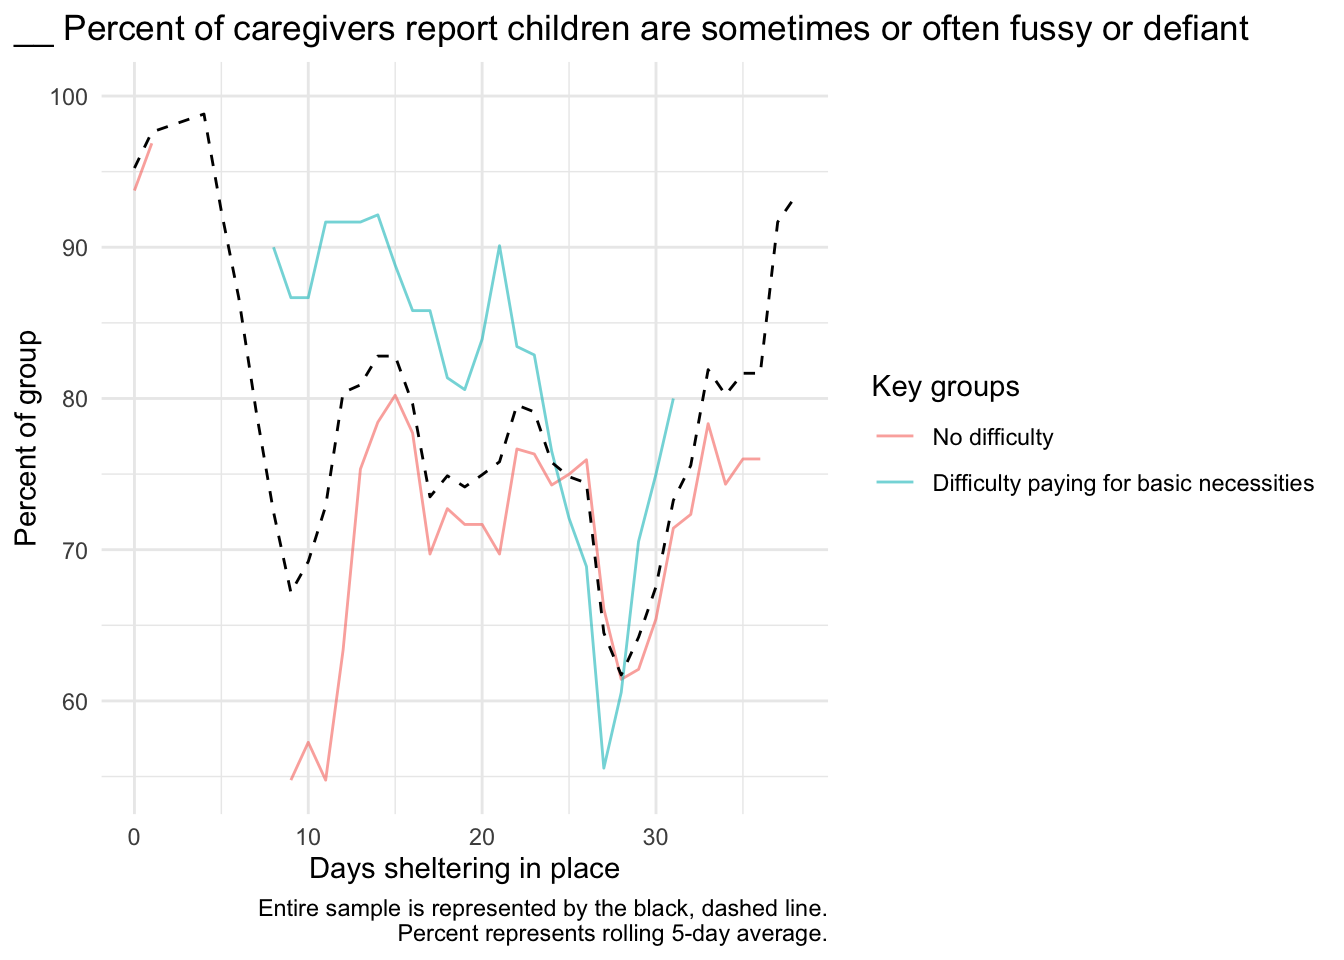 __ Percent of caregivers report children are sometimes or often fussy or defiant
Percent of group
100
90
80
70
60
0 10 20 30
Days sheltering in place
Key groups
No difficulty
Difficulty paying for basic necessities
Entire sample is represented by the black, dashed line.
Percent represents rolling 5-day average.